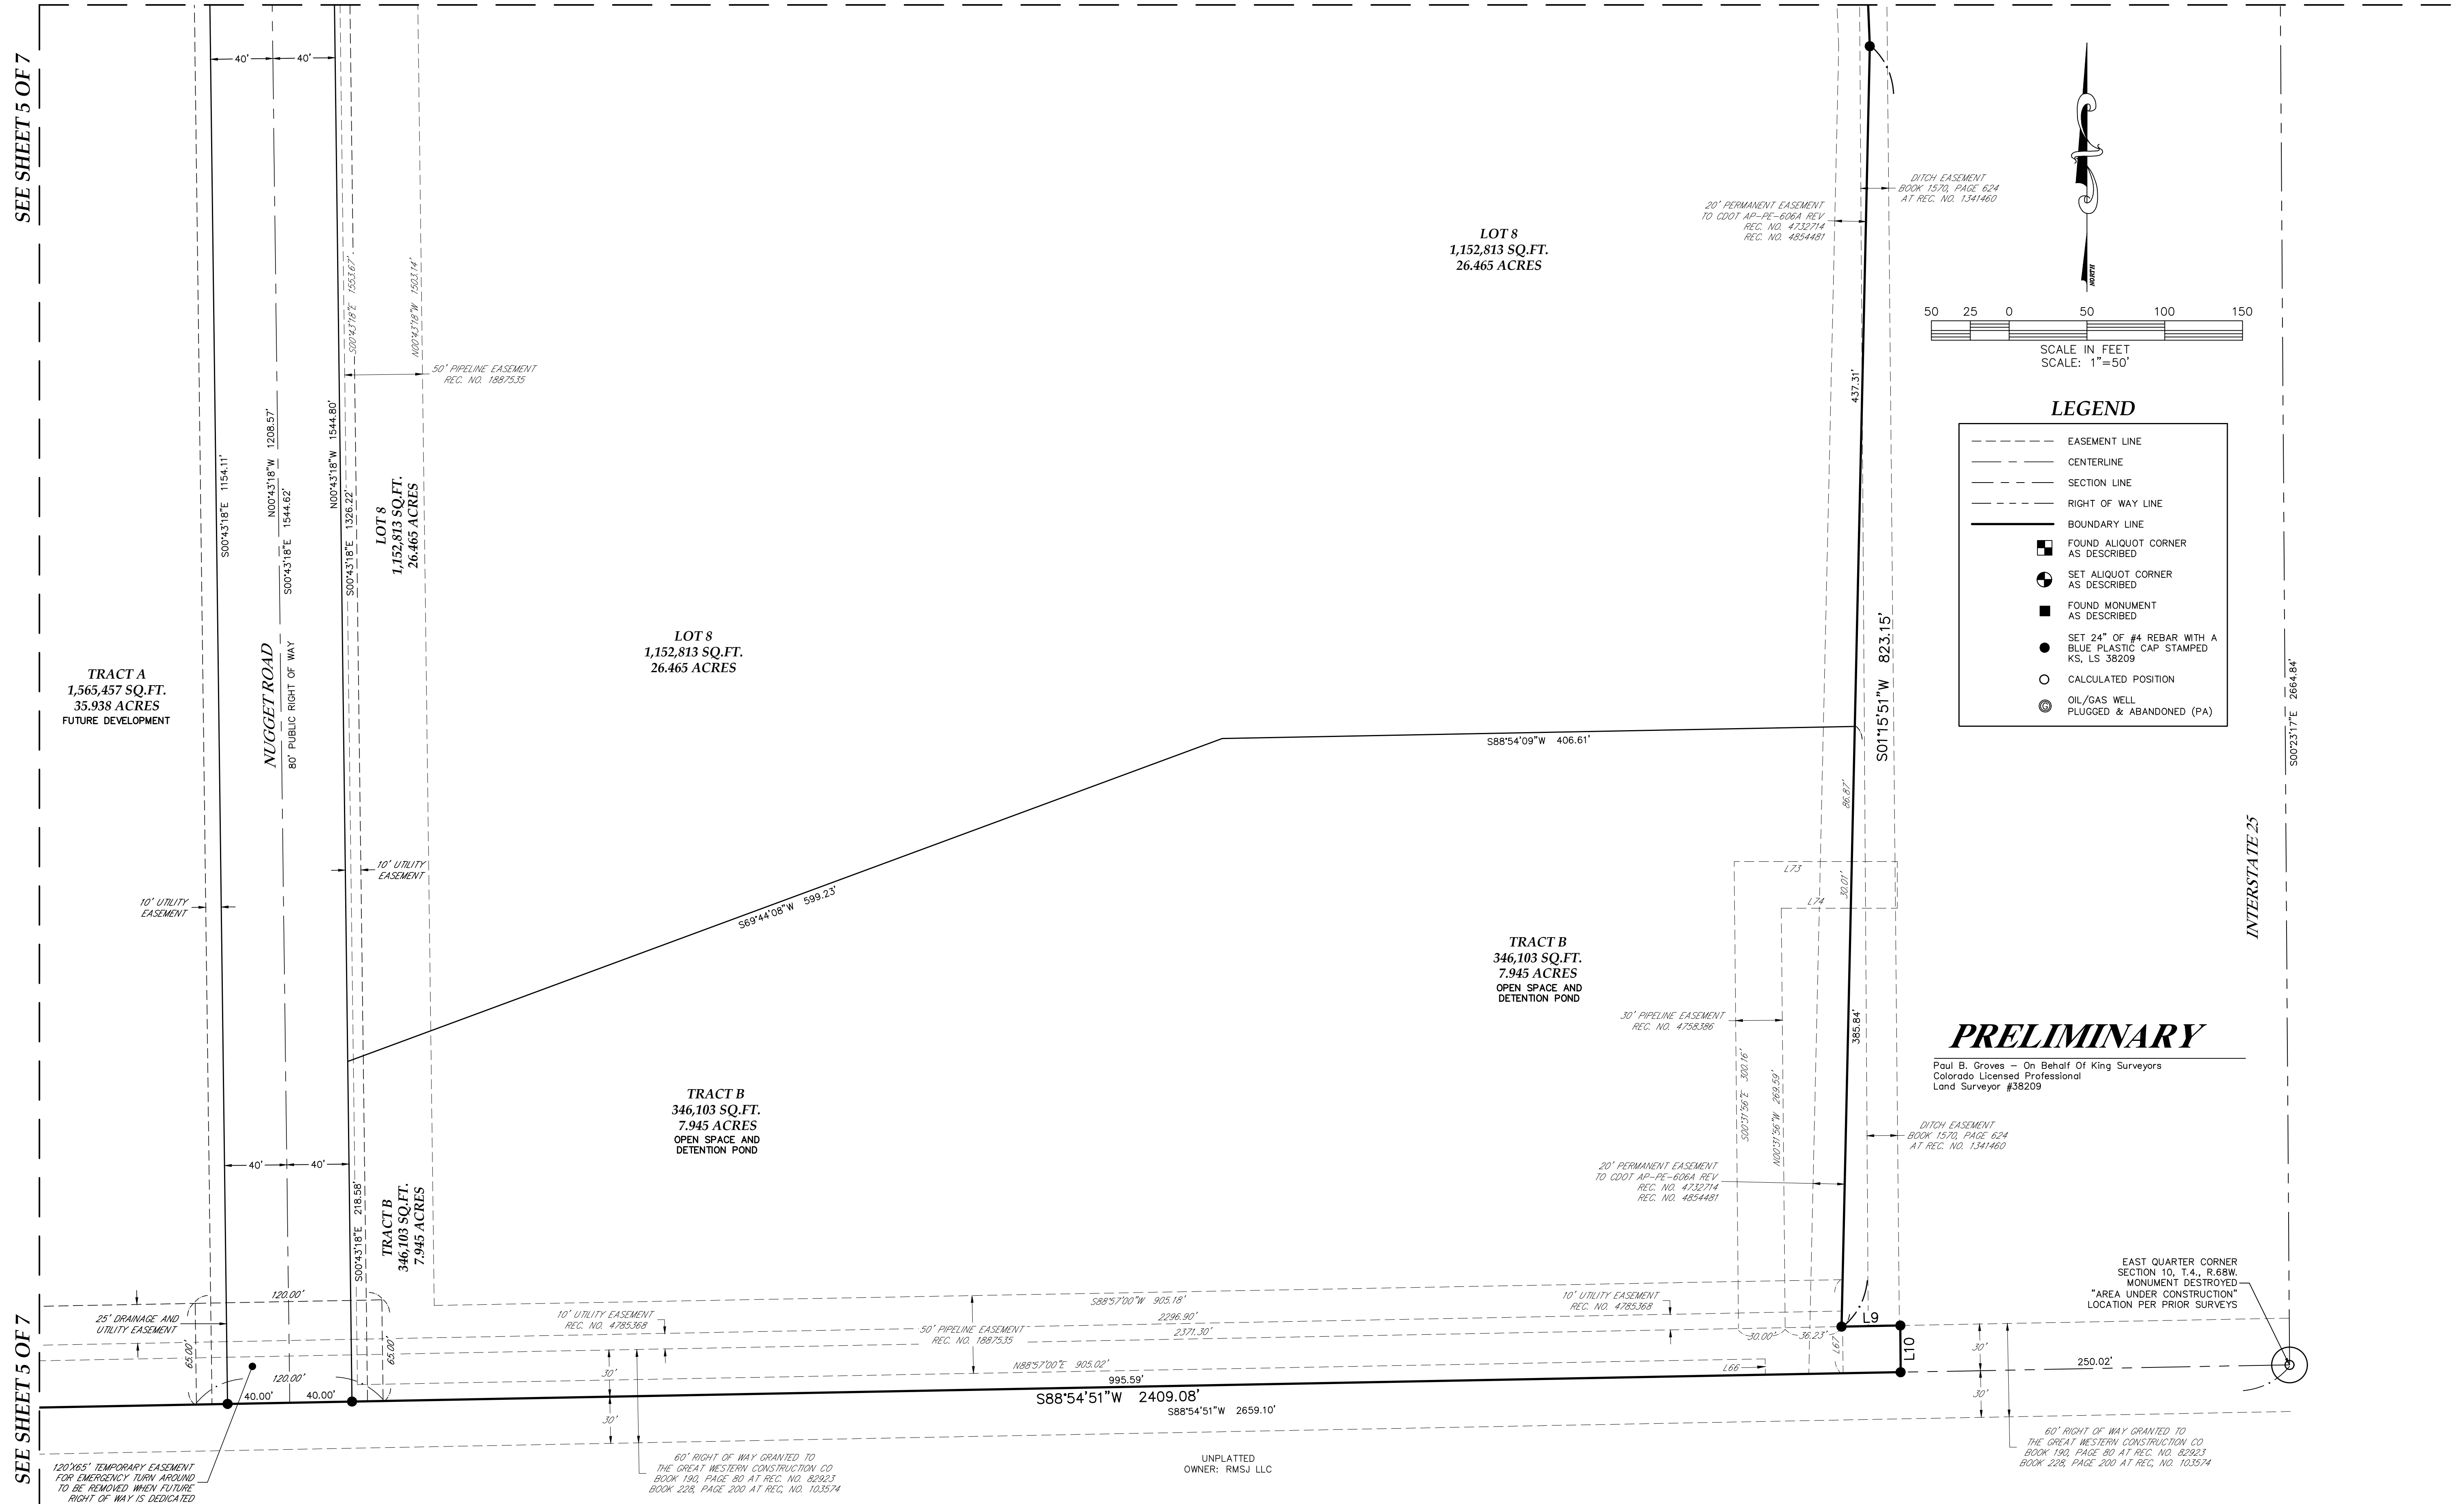 SEE SHEET 5 OF 7
40'
40'
S00°43'18"E 1553.67'
N00°43'18"W 1503.14'
50' PIPELINE EASEMENT
REC. NO. 1887535
N00°43'18"W 1208.57'
N00°43'18"W 1544.80'
S00°43'18"E 1154.11'
S00°43'18"E 1544.62'
S00°43'18"E 1326.22'
LOT 8
1,152,813 SQ.FT.
26.465 ACRES
NUGGET ROAD
80' PUBLIC RIGHT OF WAY
TRACT A
1,565,457 SQ.FT.
35.938 ACRES
FUTURE DEVELOPMENT
LOT 8
1,152,813 SQ.FT.
26.465 ACRES
LOT 8
1,152,813 SQ.FT.
26.465 ACRES
20' PERMANENT EASEMENT
TO CDOT AP-PE-606A REV
REC. NO. 4732714
REC. NO. 4854481
DITCH EASEMENT
BOOK 1570, PAGE 624
AT REC. NO. 1341460
437.31'
NORTH
50 25 0 50 100 150
SCALE IN FEET
SCALE: 1"=50'
LEGEND
EASEMENT LINE
CENTERLINE
SECTION LINE
RIGHT OF WAY LINE
BOUNDARY LINE
FOUND ALIQUOT CORNER
AS DESCRIBED
SET ALIQUOT CORNER
AS DESCRIBED
FOUND MONUMENT
AS DESCRIBED
SET 24" OF #4 REBAR WITH A
BLUE PLASTIC CAP STAMPED
KS, LS 38209
CALCULATED POSITION
G
OIL/GAS WELL
PLUGGED & ABANDONED (PA)
S01°15'51"W 823.15'
S00°23'17"E 2664.84'
INTERSTATE 25
S88°54'09"W 406.61'
S69°44'08"W 599.23'
10' UTILITY
EASEMENT
10' UTILITY
EASEMENT
86.87'
L73
30.01'
L74
TRACT B
346,103 SQ.FT.
7.945 ACRES
OPEN SPACE AND
DETENTION POND
30' PIPELINE EASEMENT
REC. NO. 4758386
385.84'
S00°31'56"E 300.16'
N00°31'56"W 269.59'
PRELIMINARY
Paul B. Groves – On Behalf Of King Surveyors
Colorado Licensed Professional
Land Surveyor #38209
TRACT B
346,103 SQ.FT.
7.945 ACRES
OPEN SPACE AND
DETENTION POND
DITCH EASEMENT
BOOK 1570, PAGE 624
AT REC. NO. 1341460
20' PERMANENT EASEMENT
TO CDOT AP-PE-606A REV
REC. NO. 4732714
REC. NO. 4854481
40'
40'
S00°43'18"E 218.58'
TRACT B
346,103 SQ.FT.
7.945 ACRES
EAST QUARTER CORNER
SECTION 10, T.4., R.68W.
MONUMENT DESTROYED
"AREA UNDER CONSTRUCTION"
LOCATION PER PRIOR SURVEYS
SEE SHEET 5 OF 7
120.00'
25' DRAINAGE AND
UTILITY EASEMENT
65.00'
65.00'
120.00'
40.00'
40.00'
10' UTILITY EASEMENT
REC. NO. 4785368
S88°57'00"W 905.18'
2296.90'
2371.30'
50' PIPELINE EASEMENT
REC. NO. 1887535
N88°57'00"E 905.02'
10' UTILITY EASEMENT
REC. NO. 4785368
30.00'
36.23'
L67
L66
L9
L10
30'
30'
30'
30'
250.02'
995.59'
S88°54'51"W 2409.08'
S88°54'51"W 2659.10'
120'X65' TEMPORARY EASEMENT
FOR EMERGENCY TURN AROUND
TO BE REMOVED WHEN FUTURE
RIGHT OF WAY IS DEDICATED
60' RIGHT OF WAY GRANTED TO
THE GREAT WESTERN CONSTRUCTION CO
BOOK 190, PAGE 80 AT REC. NO. 82923
BOOK 228, PAGE 200 AT REC, NO. 103574
UNPLATTED
OWNER: RMSJ LLC
60' RIGHT OF WAY GRANTED TO
THE GREAT WESTERN CONSTRUCTION CO
BOOK 190, PAGE 80 AT REC. NO. 82923
BOOK 228, PAGE 200 AT REC, NO. 103574